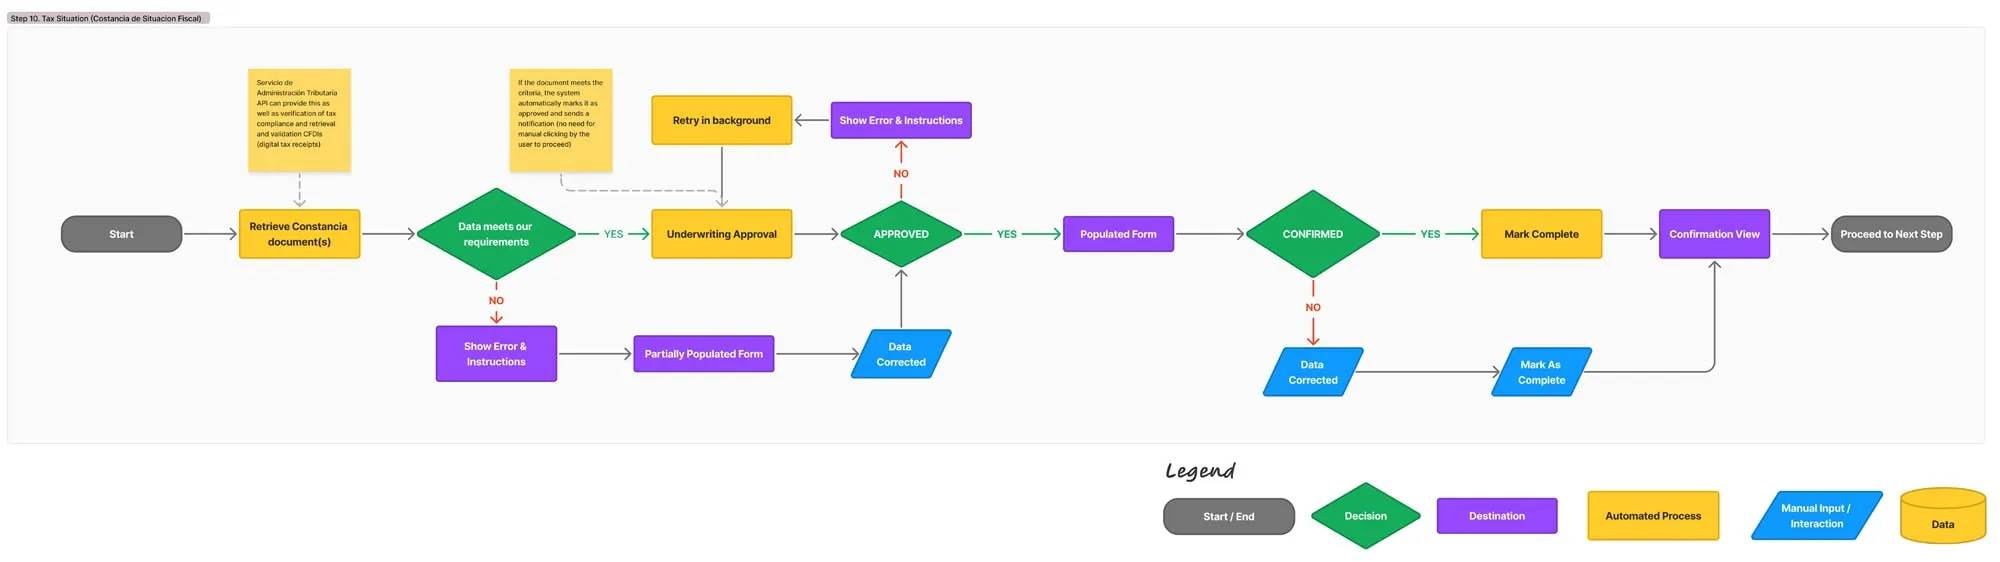 Step 10. Tax Situation (Costancia de Situacion Fiscal)
Servicio de
Administración Tributaria
API can provide this as
well as verification of tax
compliance and retrieval
and validation CFDIs
(digital tax receipts)
If the document meets the
criteria, the system
automatically marks it as
approved and sends a
notification (no need for
manual clicking by the
user to proceed)
Retry in background
Show Error & Instructions
NO
Start
Retrieve Constancia
document(s)
Data meets our
requirements
YES
Underwriting Approval
APPROVED
YES
Populated Form
CONFIRMED
YES
Mark Complete
Confirmation View
Proceed to Next Step
NO
NO
Show Error &
Instructions
Partially Populated Form
Data
Corrected
Data
Corrected
Mark As
Complete
Legend
Start / End
Decision
Destination
Automated Process
Manual Input /
Interaction
Data